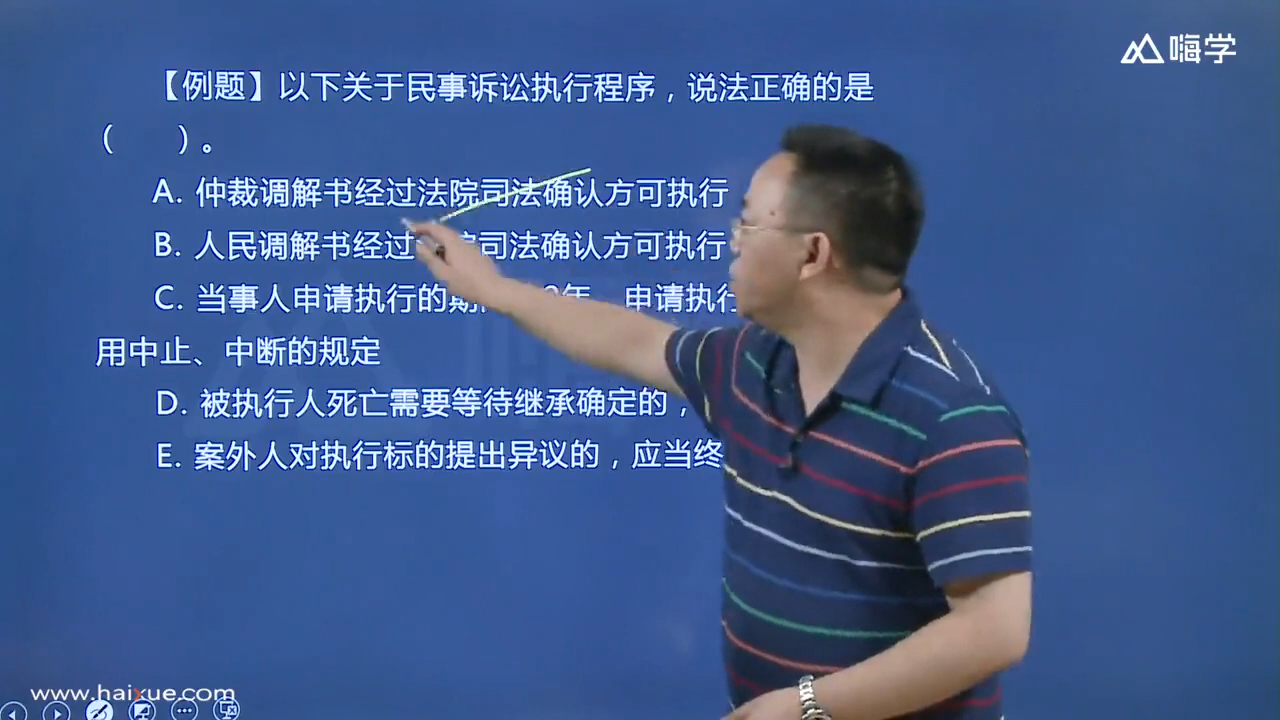 嗨学
【例题】以下关于民事诉讼执行程序，说法正确的是
（ ）。
A. 仲裁调解书经过法院司法确认方可执行
B. 人民调解书经过 院司法确认方可执行
C. 当事人申请执行的期 2年 申请执行
用中止、中断的规定
D. 被执行人死亡需要等待继承确定的，
E. 案外人对执行标的提出异议的，应当终
www.haixue.com